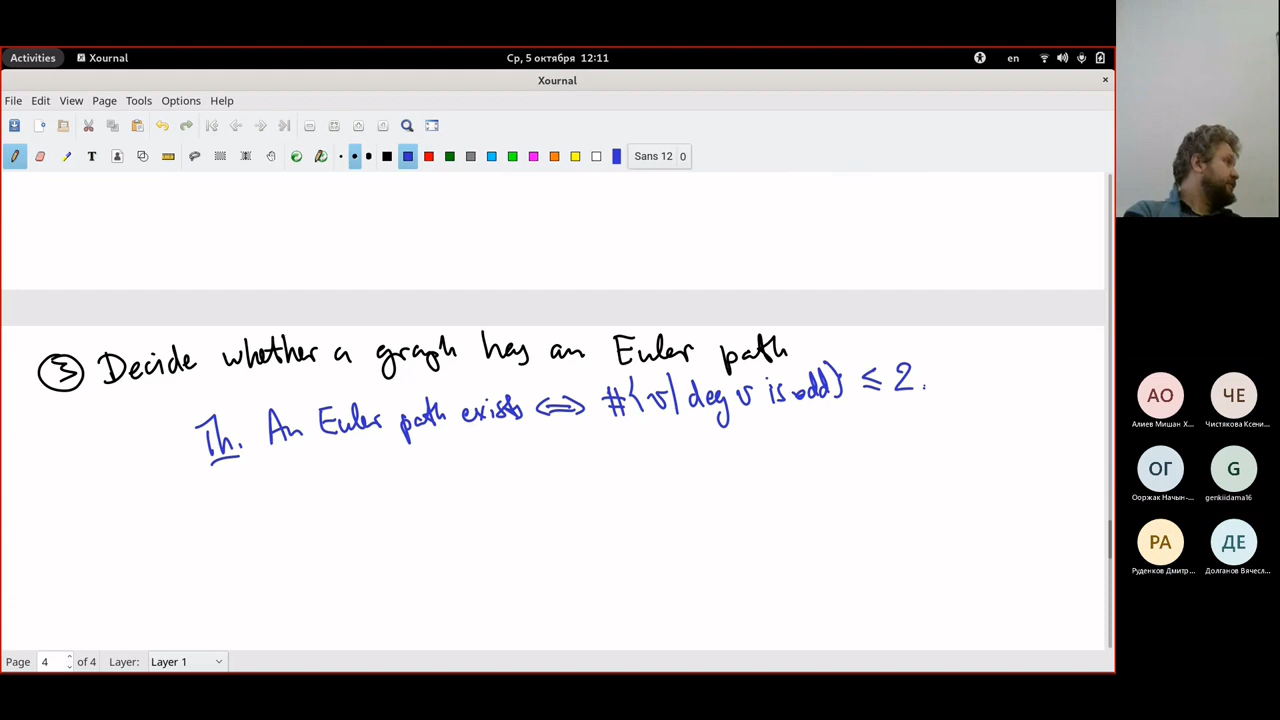 Activities Xournal Ср, 5 октября 12:11 en
Xournal ×
File Edit View Page Tools Options Help
T Sans 12 0
③ Decide whether a graph has an Euler path
Th. An Euler path exists ⟺ #{v | deg v is odd} ≤ 2.
Page 4 of 4 Layer: Layer 1
АО ЧЕ
Алиев Мишан Х... Чистякова Ксени...
ОГ G
Ооржак Начын-... genkiidama16
РА ДЕ
Руденков Дмитр... Долганов Вячесл...